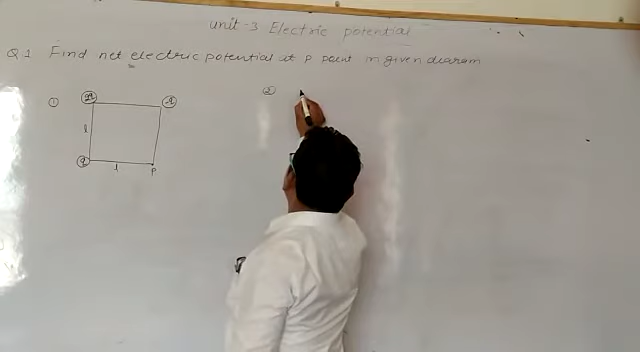 unit-3 Electric potential
Q.1 Find net electric potential at P point in given diagram
①
②
l
q
l
P